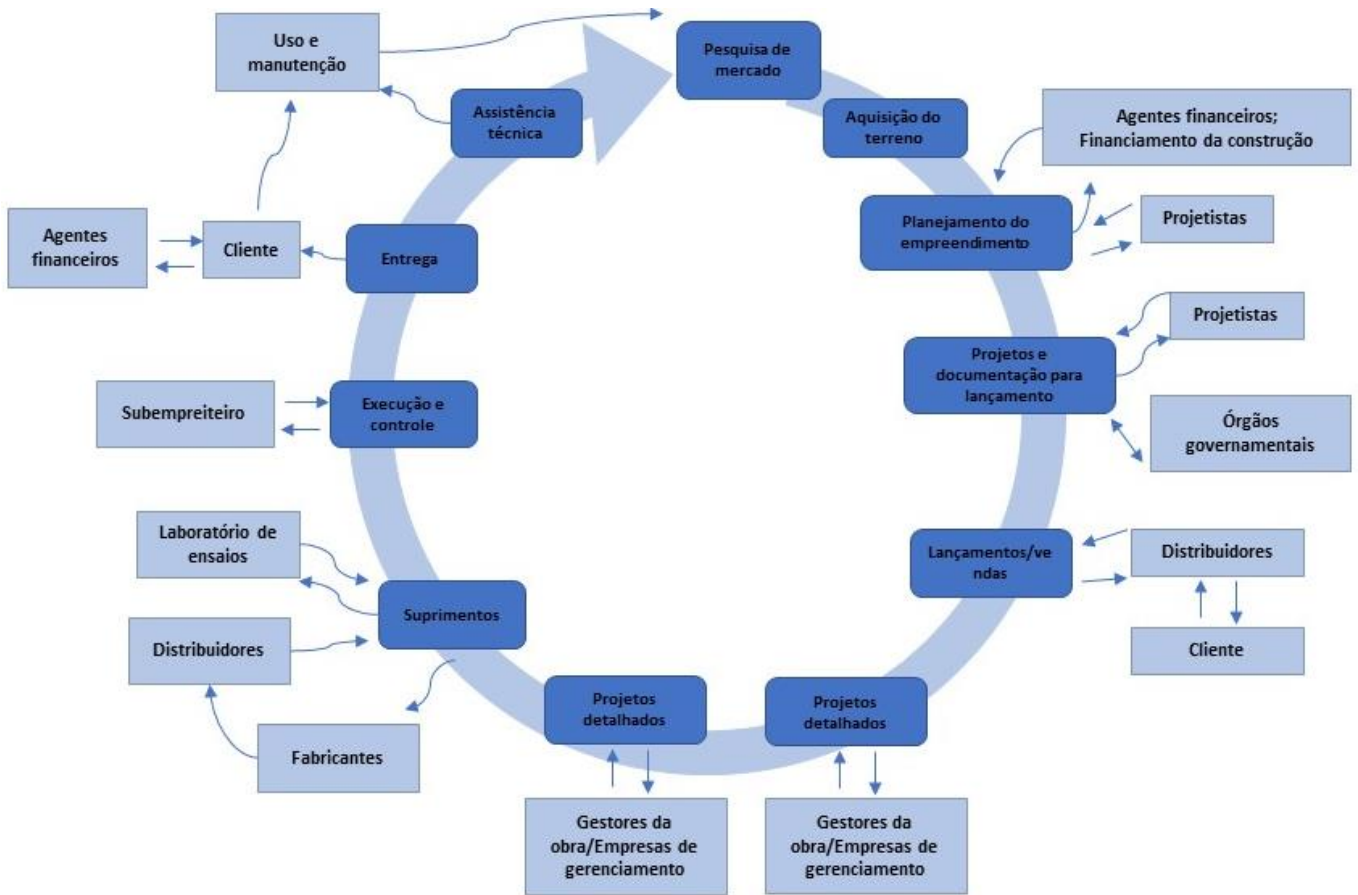 Uso e
manutenção
Pesquisa de
mercado
Assistência
técnica
Aquisição do
terreno
Agentes financeiros;
Financiamento da construção
Planejamento do
empreendimento
Projetistas
Agentes
financeiros
Cliente
Entrega
Projetistas
Projetos e
documentação para
lançamento
Órgãos
governamentais
Subempreiteiro
Execução e
controle
Laboratório de
ensaios
Lançamentos/ve
ndas
Distribuidores
Cliente
Suprimentos
Distribuidores
Fabricantes
Projetos
detalhados
Projetos
detalhados
Gestores da
obra/Empresas de
gerenciamento
Gestores da
obra/Empresas de
gerenciamento